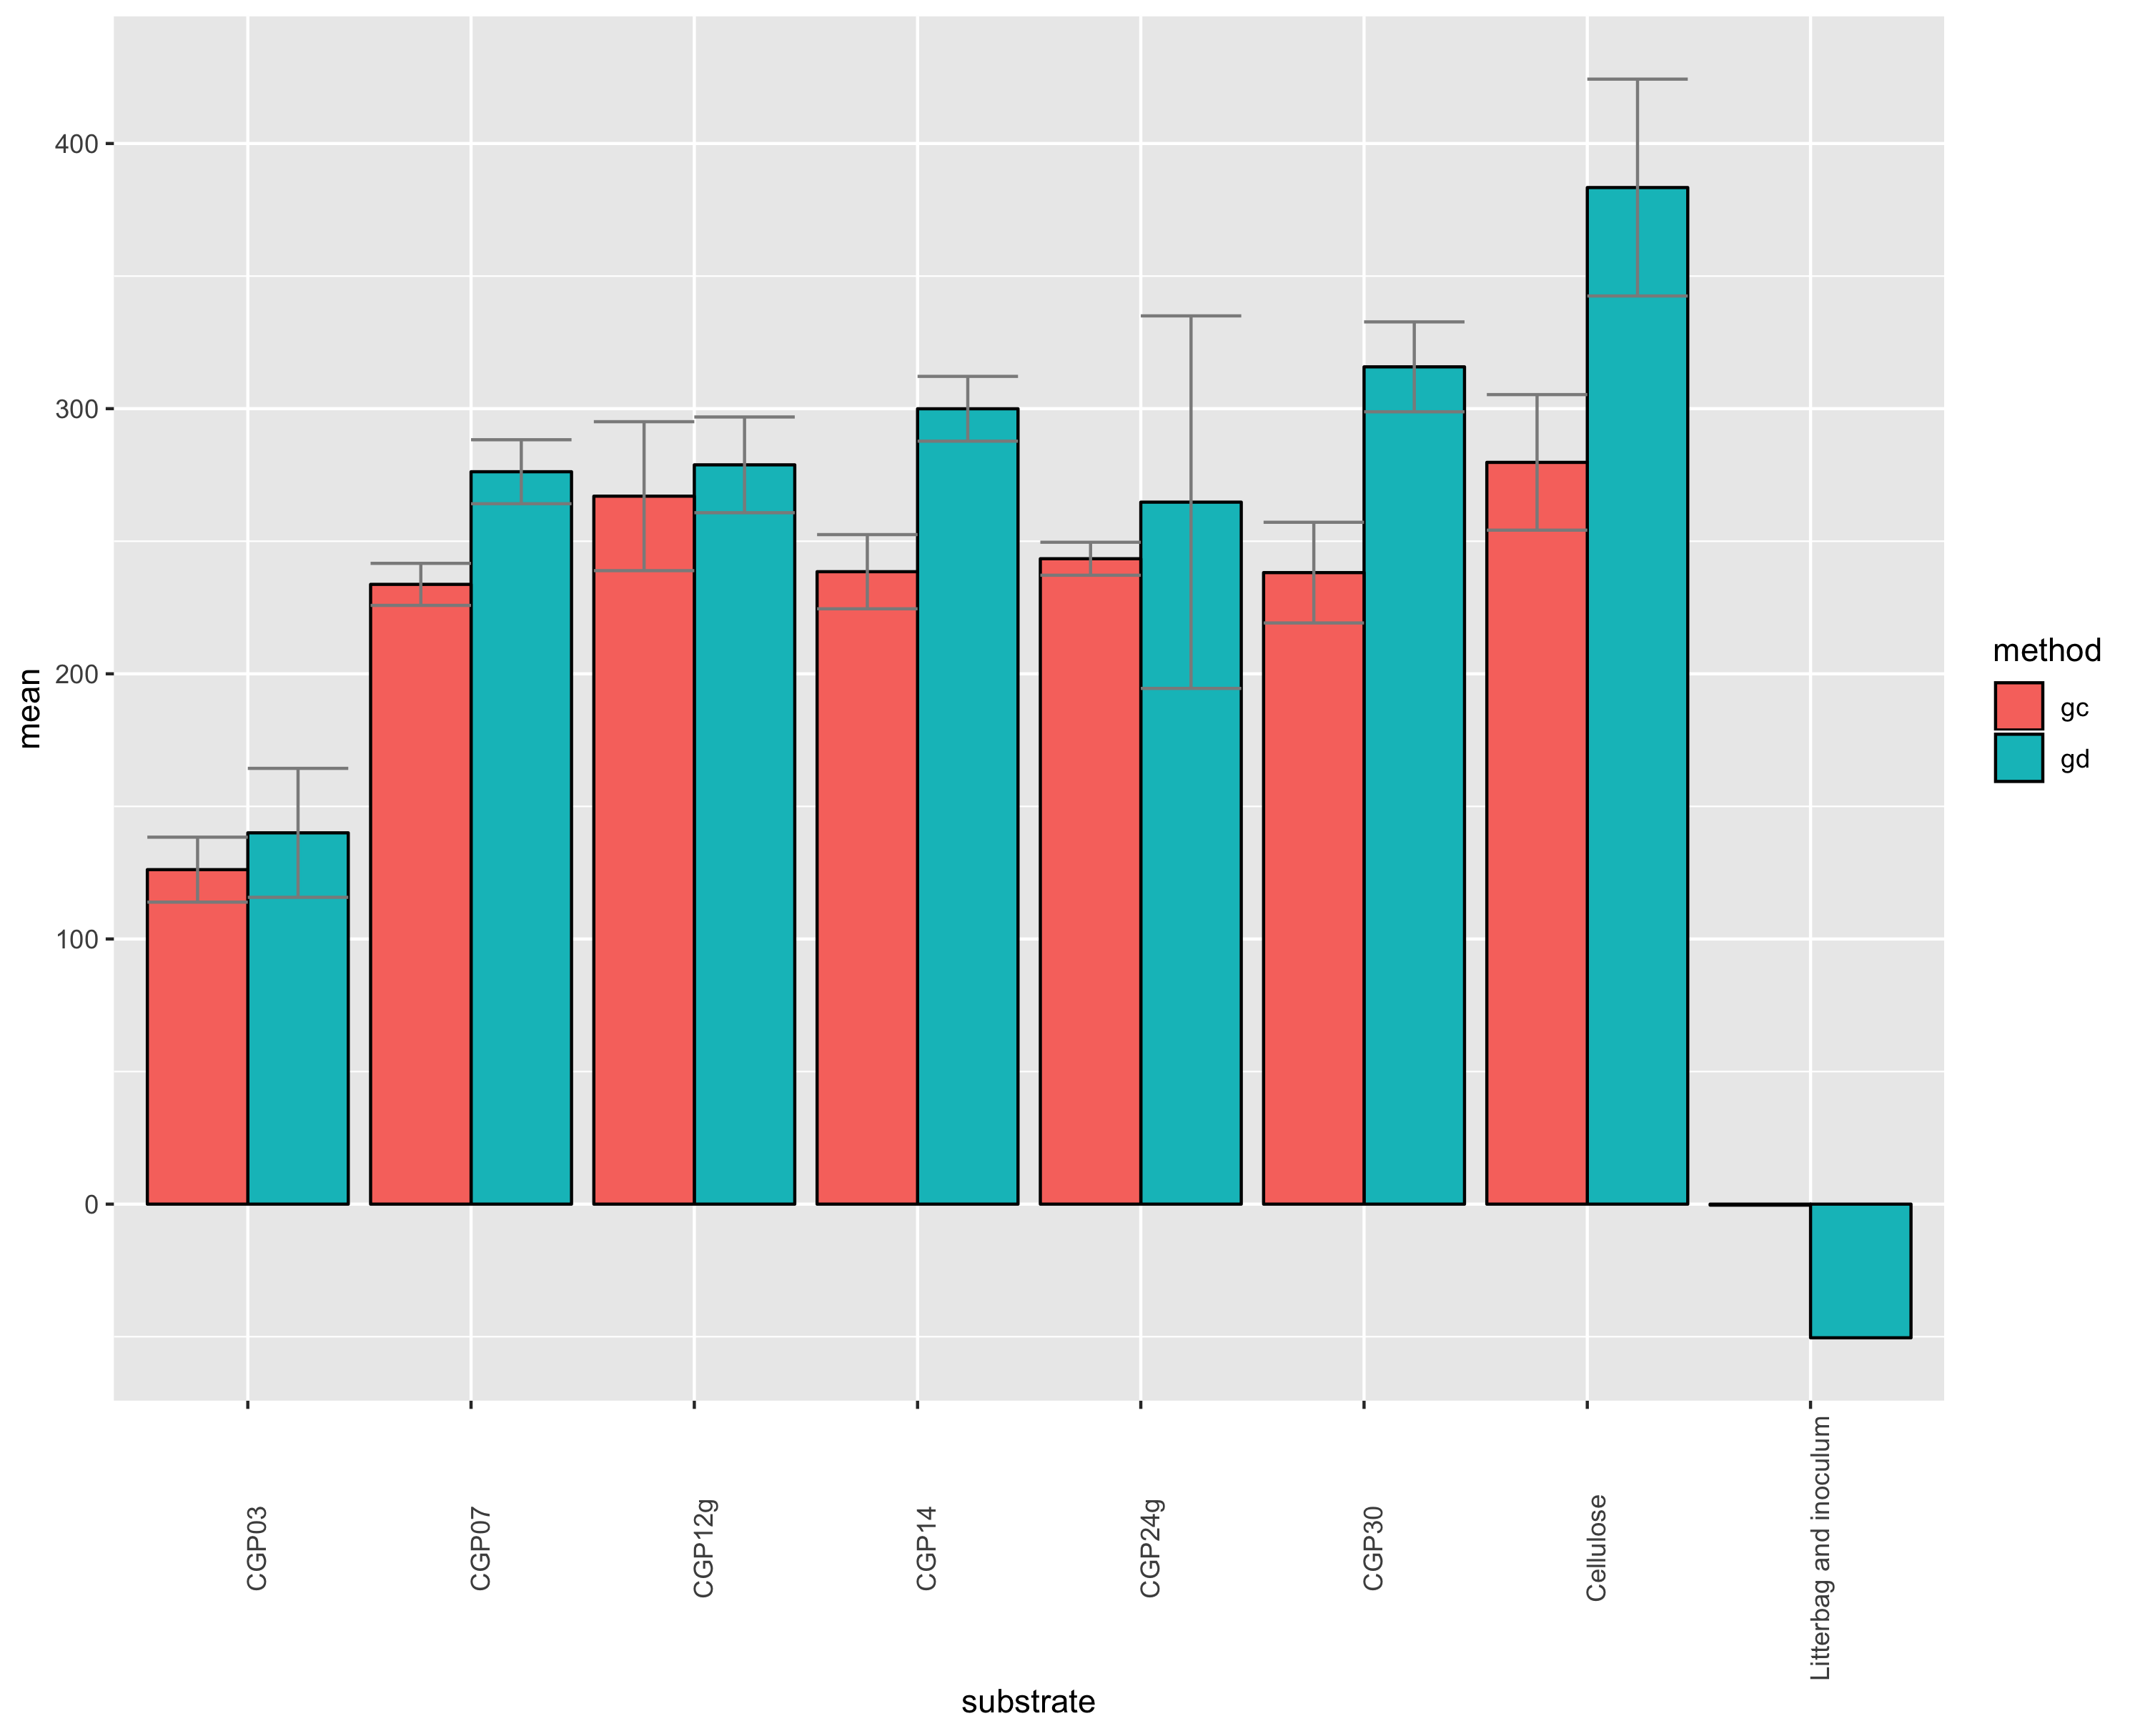 400
300
200
100
0
mean
CGP03
CGP07
CGP12g
CGP14
CGP24g
CGP30
Cellulose
Litterbag and inoculum
substrate
method
gc
gd